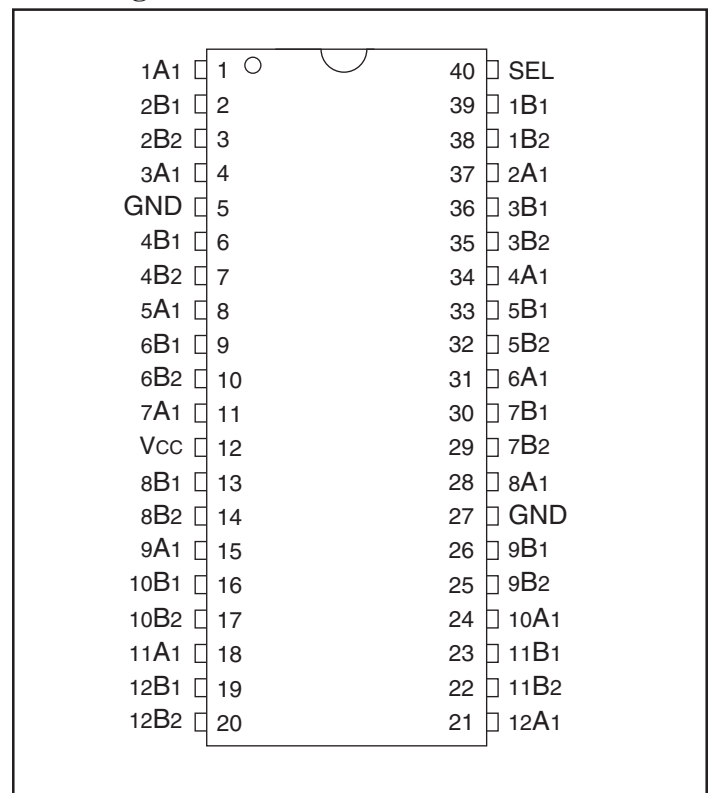 1A1 1 40 SEL
2B1 2 39 1B1
2B2 3 38 1B2
3A1 4 37 2A1
GND 5 36 3B1
4B1 6 35 3B2
4B2 7 34 4A1
5A1 8 33 5B1
6B1 9 32 5B2
6B2 10 31 6A1
7A1 11 30 7B1
VCC 12 29 7B2
8B1 13 28 8A1
8B2 14 27 GND
9A1 15 26 9B1
10B1 16 25 9B2
10B2 17 24 10A1
11A1 18 23 11B1
12B1 19 22 11B2
12B2 20 21 12A1